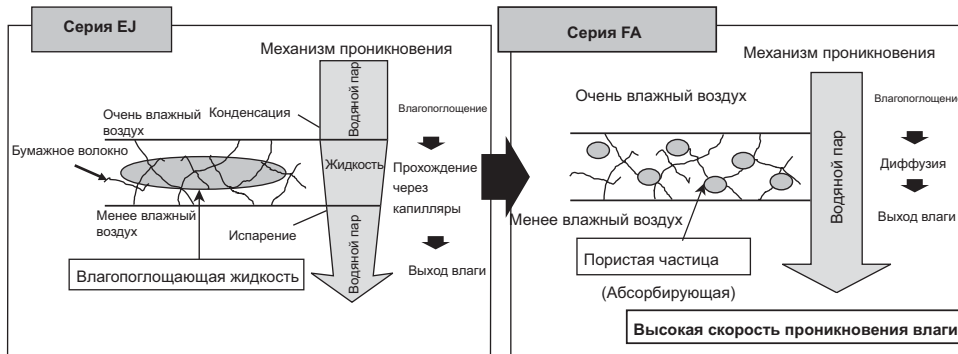 Серия EJ
Механизм проникновения
Водяной пар
Очень влажный
воздух
Конденсация
Влагопоглощение
Бумажное волокно
Жидкость
Прохождение
через
капилляры
Менее влажный
воздух
Испарение
Водяной пар
Выход влаги
Влагопоглощающая жидкость
Серия FA
Механизм проникновения
Очень влажный воздух
Влагопоглощение
Водяной пар
Диффузия
Менее влажный воздух
Выход влаги
Пористая частица
(Абсорбирующая)
Высокая скорость проникновения влаги